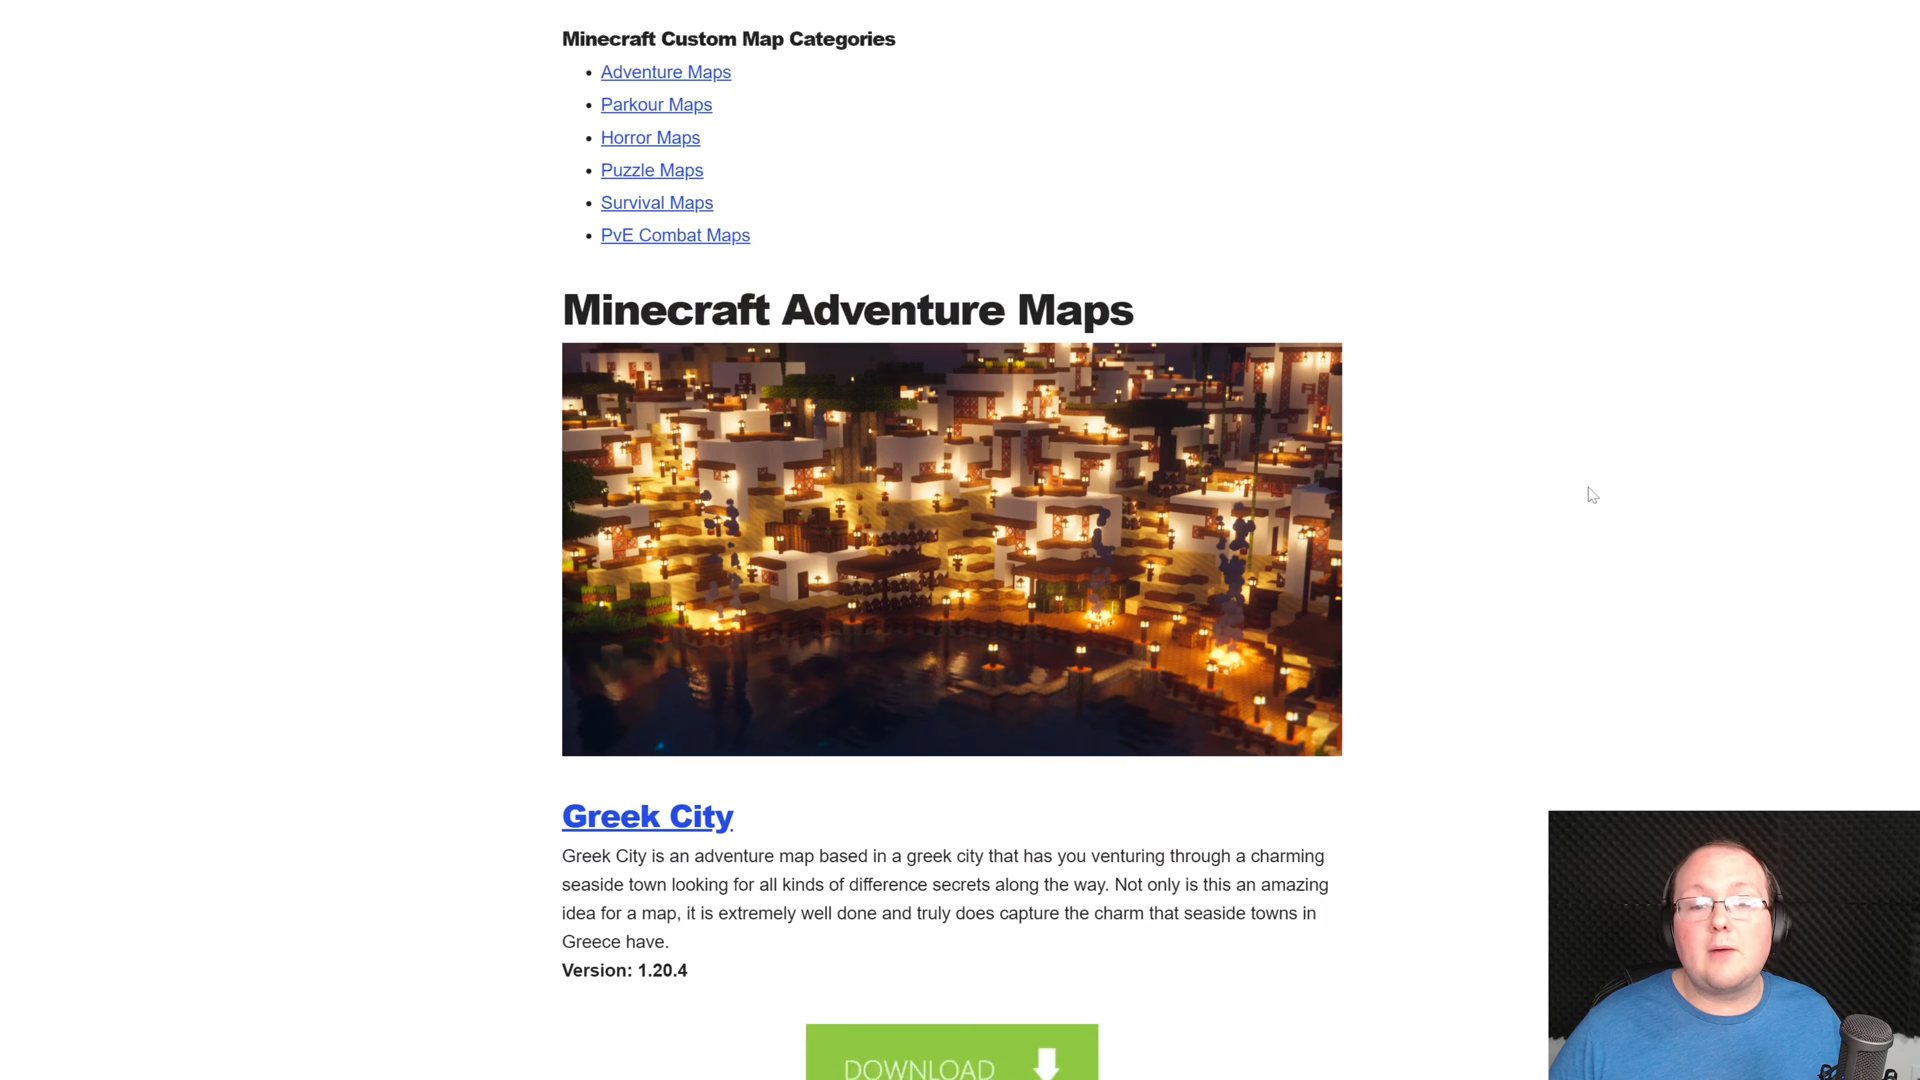 Minecraft Custom Map Categories
• Adventure Maps
• Parkour Maps
• Horror Maps
• Puzzle Maps
• Survival Maps
• PvE Combat Maps
Minecraft Adventure Maps
Greek City
Greek City is an adventure map based in a greek city that has you venturing through a charming
seaside town looking for all kinds of difference secrets along the way. Not only is this an amazing
idea for a map, it is extremely well done and truly does capture the charm that seaside towns in
Greece have.
Version: 1.20.4
DOWNLOAD